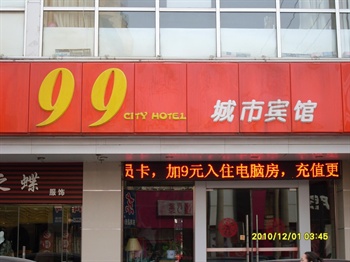 99
CITY HOTEL
城市宾馆
员卡，加9元入住电脑房，充值更
之蝶
服饰
2010/12/01 03:45